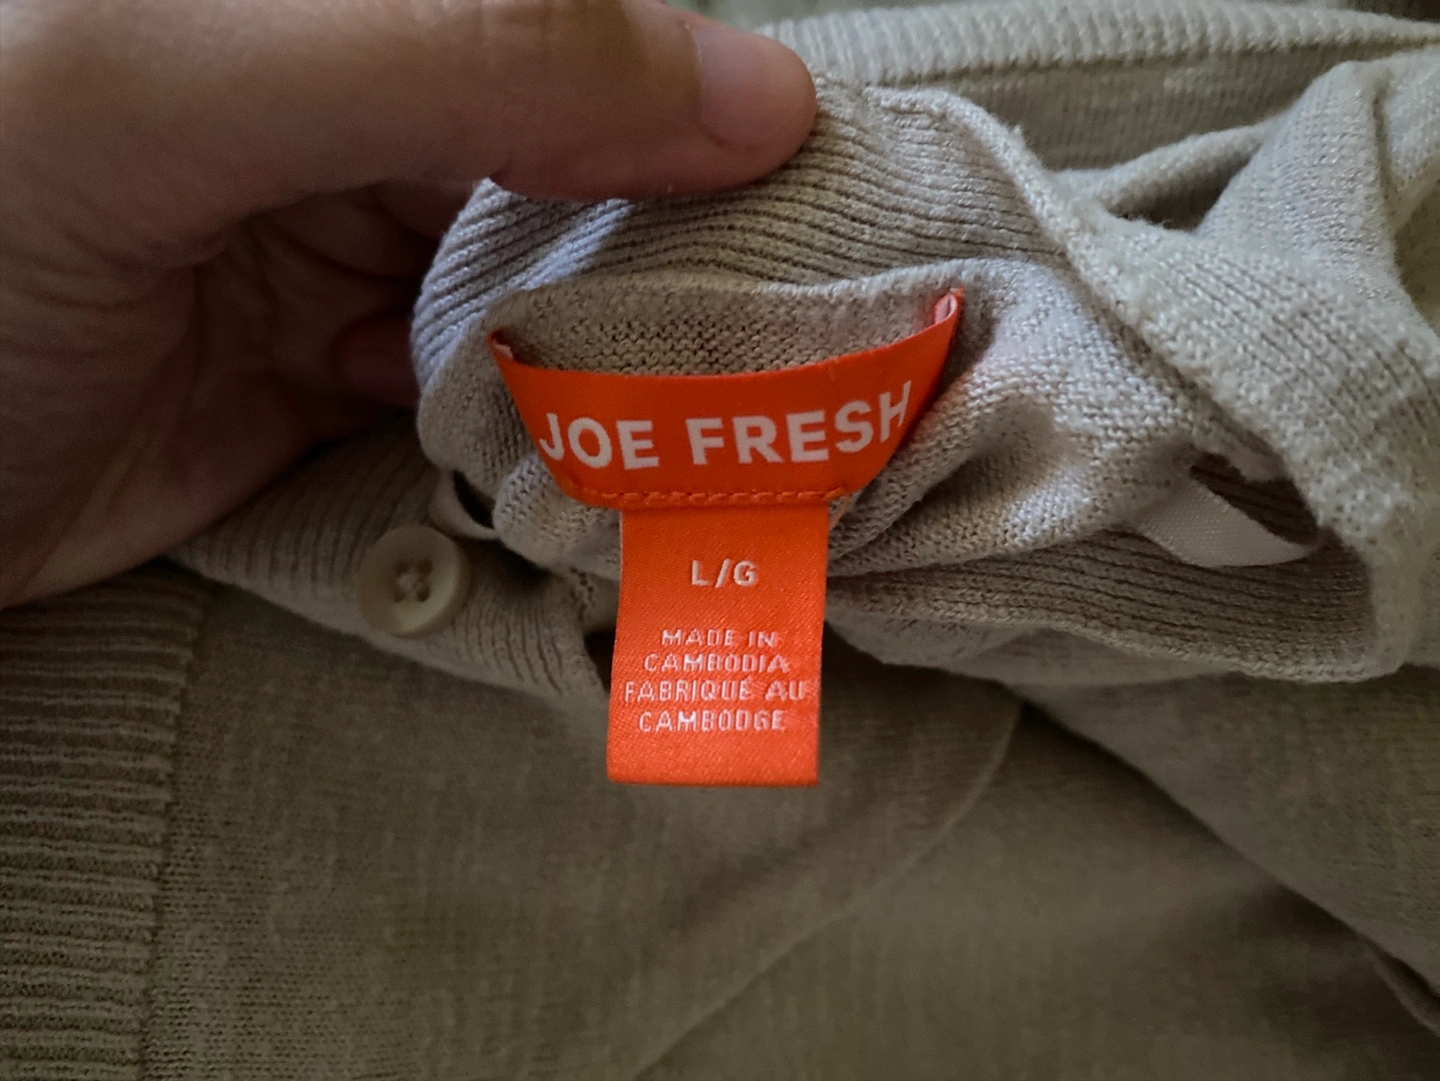 JOE FRESH
L/G
MADE IN
CAMBODIA
FABRIQUÉ AU
CAMBODGE